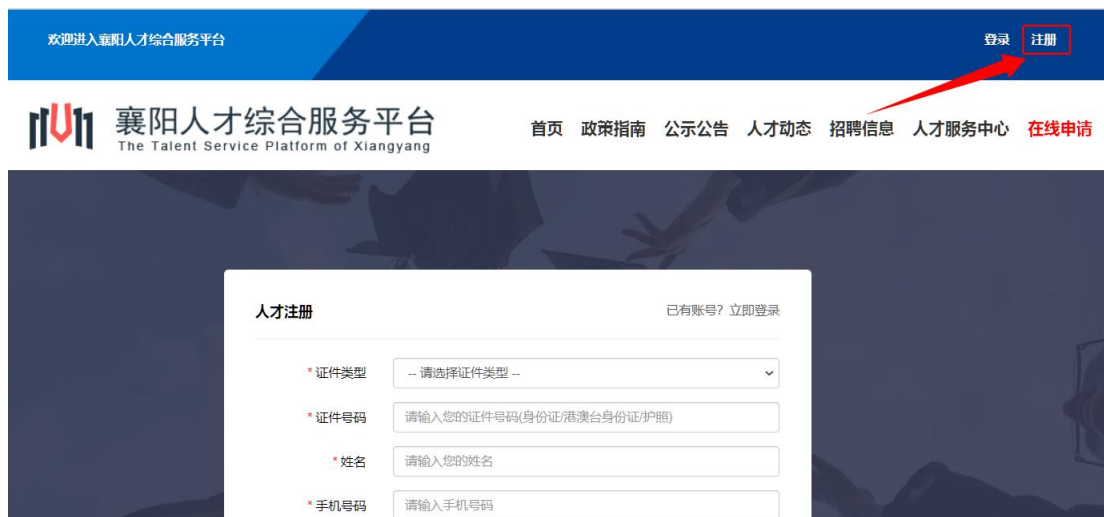 欢迎进入襄阳人才综合服务平台
登录 注册
襄阳人才综合服务平台
The Talent Service Platform of Xiangyang
首页 政策指南 公示公告 人才动态 招聘信息 人才服务中心 在线申请
人才注册 已有账号？立即登录
*证件类型 -- 请选择证件类型 --
*证件号码 请输入您的证件号码(身份证/港澳台身份证/护照)
*姓名 请输入您的姓名
*手机号码 请输入手机号码